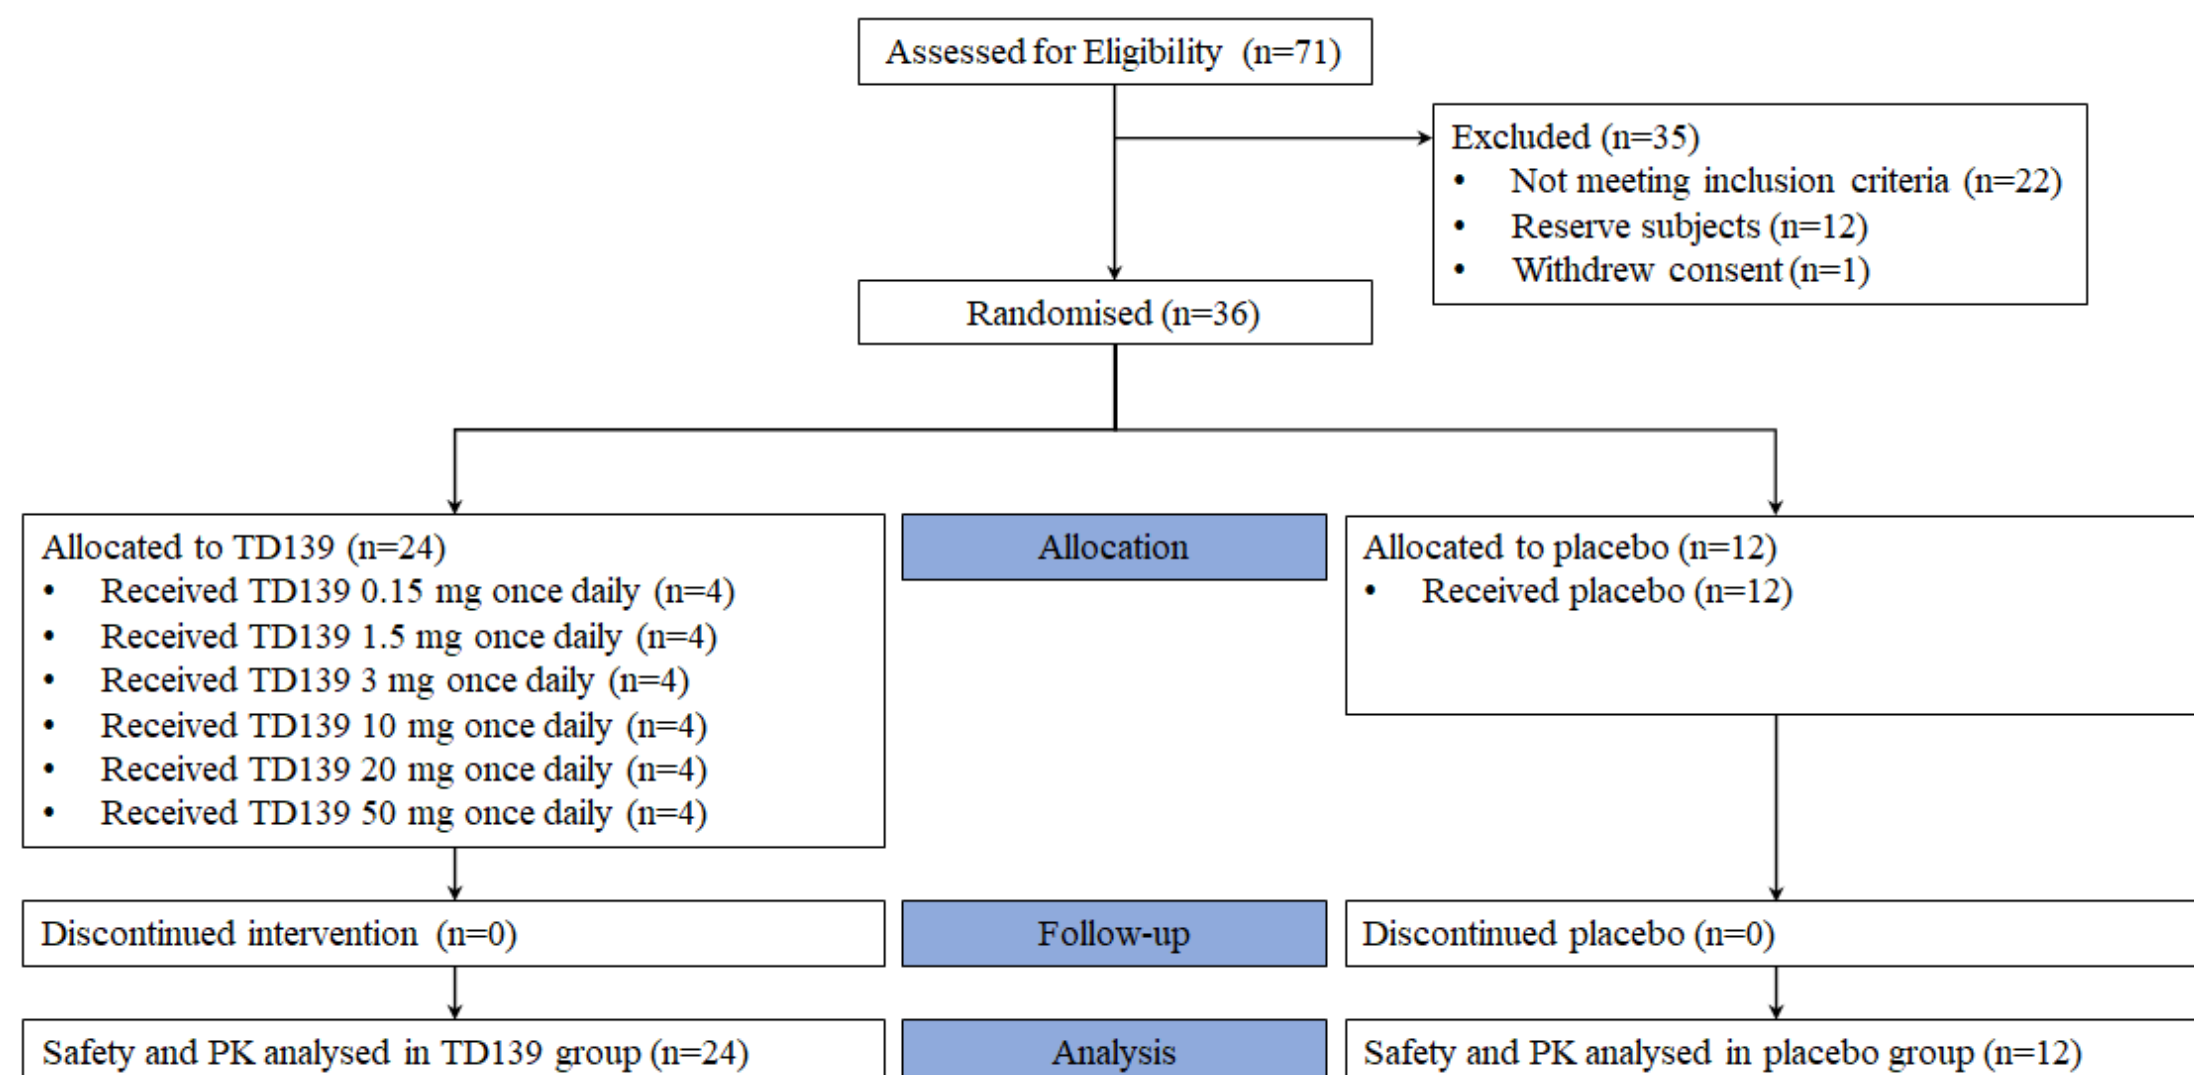 Assessed for Eligibility (n=71)
Excluded (n=35)
• Not meeting inclusion criteria (n=22)
• Reserve subjects (n=12)
• Withdrew consent (n=1)
Randomised (n=36)
Allocated to TD139 (n=24)
• Received TD139 0.15 mg once daily (n=4)
• Received TD139 1.5 mg once daily (n=4)
• Received TD139 3 mg once daily (n=4)
• Received TD139 10 mg once daily (n=4)
• Received TD139 20 mg once daily (n=4)
• Received TD139 50 mg once daily (n=4)
Allocation
Allocated to placebo (n=12)
• Received placebo (n=12)
Discontinued intervention (n=0)
Follow-up
Discontinued placebo (n=0)
Safety and PK analysed in TD139 group (n=24)
Analysis
Safety and PK analysed in placebo group (n=12)